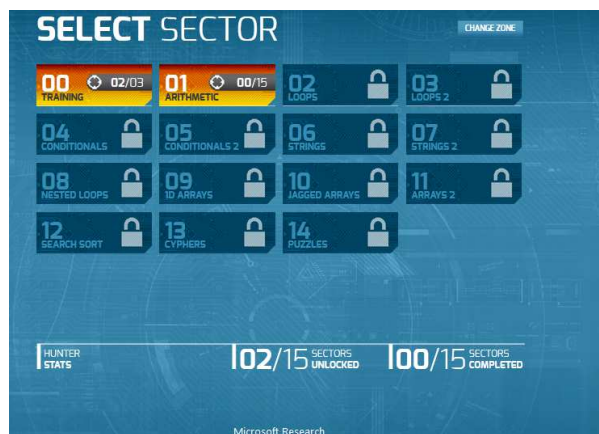 SELECT SECTOR
CHANGE ZONE
00 02/03
TRAINING
01 00/15
ARITHMETIC
02
LOOPS
03
LOOPS 2
04
CONDITIONALS
05
CONDITIONALS 2
06
STRINGS
07
STRINGS 2
08
NESTED LOOPS
09
1D ARRAYS
10
JAGGED ARRAYS
11
ARRAYS 2
12
SEARCH SORT
13
CYPHERS
14
PUZZLES
HUNTER
STATS
02/15 SECTORS
UNLOCKED
00/15 SECTORS
COMPLETED
Microsoft Research